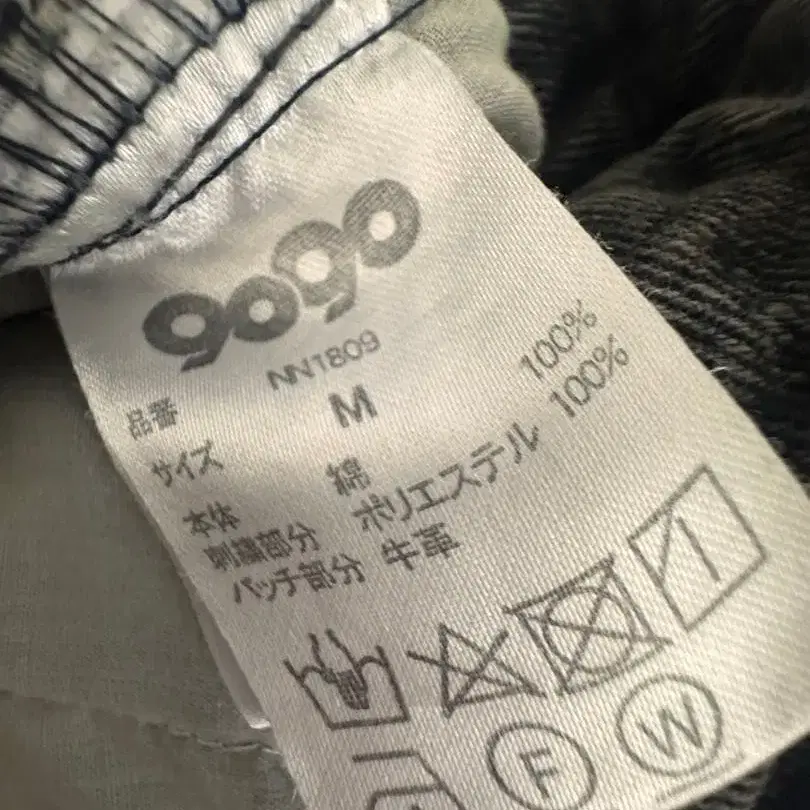 9090
品番 NN1809
サイズ M
本体 綿 100%
刺繍部分 ポリエステル 100%
パッチ部分 牛革
F W